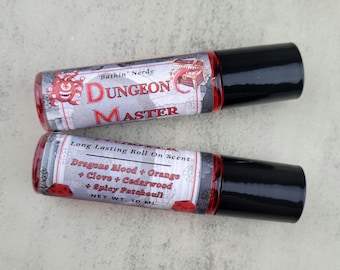 Bathin' Nerdy
Dungeon
Master
Long Lasting Roll On Scent
Dragons Blood + Orange
+ Clove + Cedarwood
+ Spicy Patchouli
NET WT. 10 ML